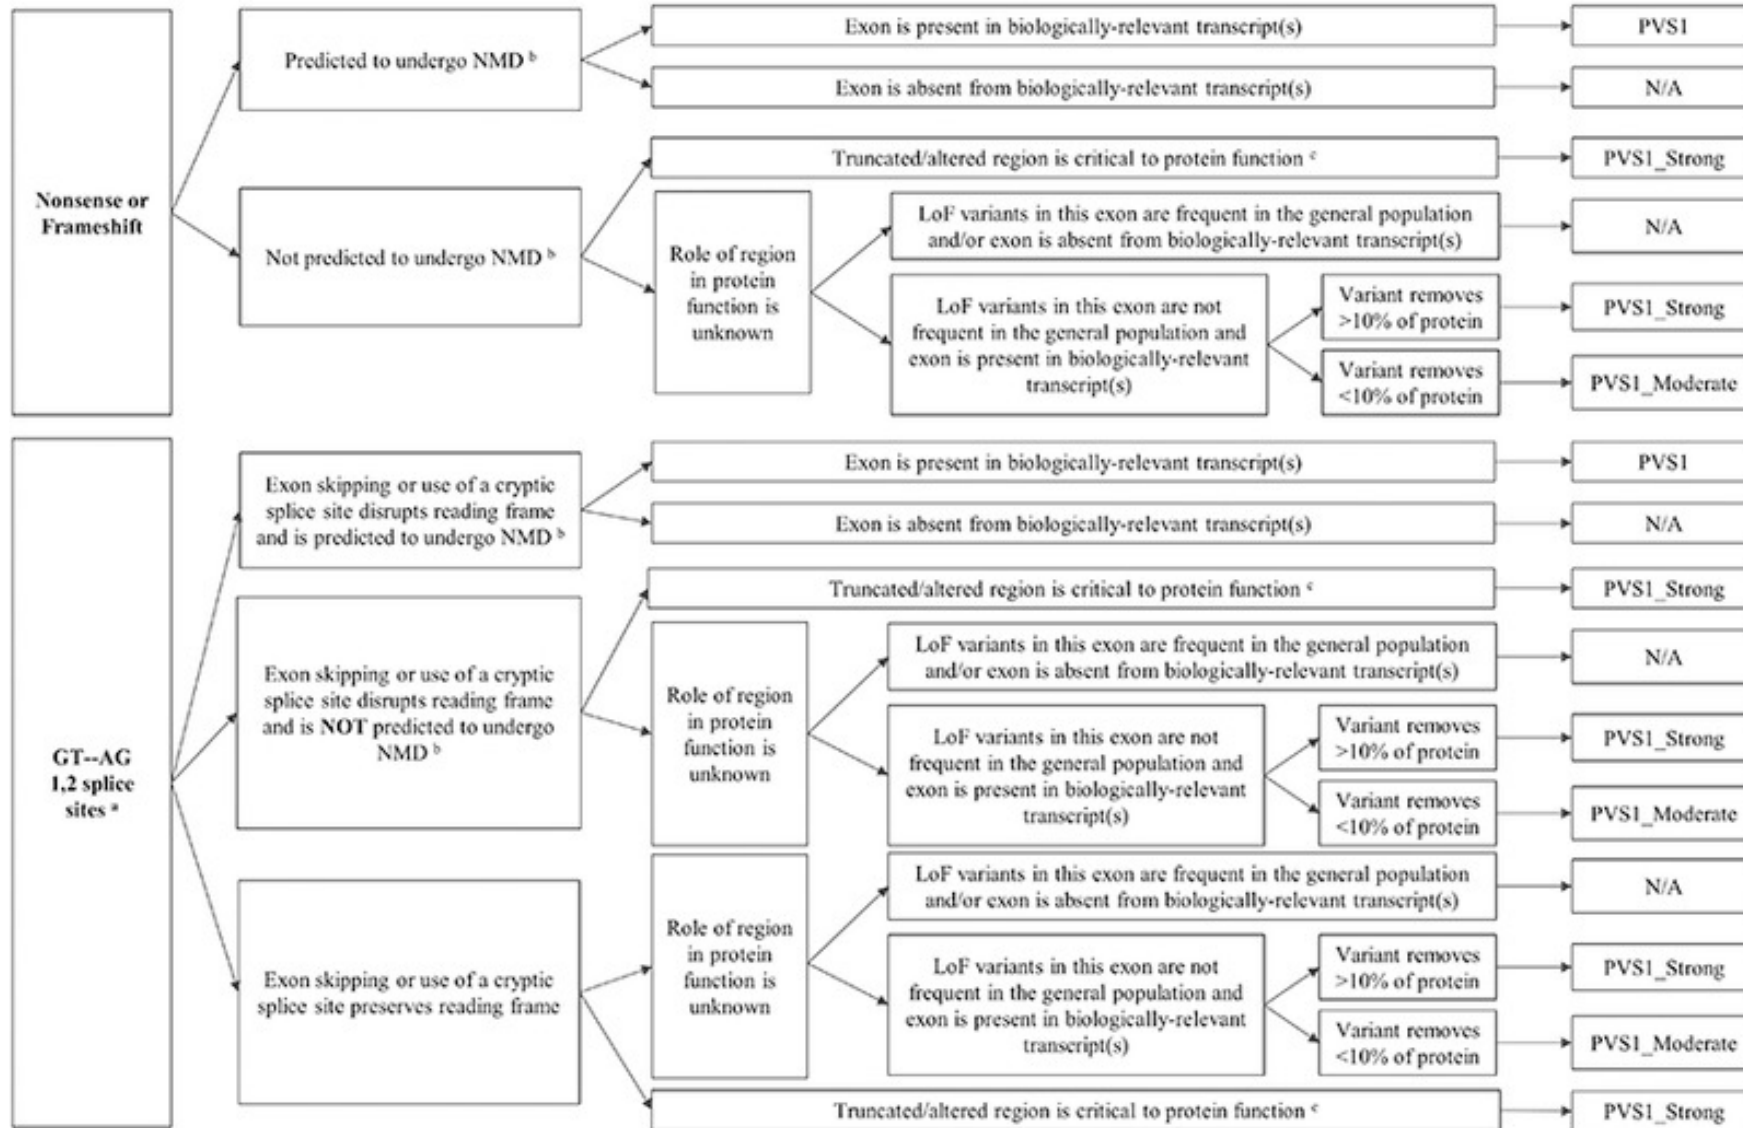 Nonsense or
Frameshift
Predicted to undergo NMD b
Exon is present in biologically-relevant transcript(s)
PVS1
Exon is absent from biologically-relevant transcript(s)
N/A
Not predicted to undergo NMD b
Truncated/altered region is critical to protein function c
PVS1_Strong
Role of region
in protein
function is
unknown
LoF variants in this exon are frequent in the general population
and/or exon is absent from biologically-relevant transcript(s)
N/A
LoF variants in this exon are not
frequent in the general population and
exon is present in biologically-relevant
transcript(s)
Variant removes
>10% of protein
PVS1_Strong
Variant removes
<10% of protein
PVS1_Moderate
GT--AG
1,2 splice
sites a
Exon skipping or use of a cryptic
splice site disrupts reading frame
and is predicted to undergo NMD b
Exon is present in biologically-relevant transcript(s)
PVS1
Exon is absent from biologically-relevant transcript(s)
N/A
Exon skipping or use of a cryptic
splice site disrupts reading frame
and is NOT predicted to undergo
NMD b
Truncated/altered region is critical to protein function c
PVS1_Strong
Role of region
in protein
function is
unknown
LoF variants in this exon are frequent in the general population
and/or exon is absent from biologically-relevant transcript(s)
N/A
LoF variants in this exon are not
frequent in the general population and
exon is present in biologically-relevant
transcript(s)
Variant removes
>10% of protein
PVS1_Strong
Variant removes
<10% of protein
PVS1_Moderate
Exon skipping or use of a cryptic
splice site preserves reading frame
Role of region
in protein
function is
unknown
LoF variants in this exon are frequent in the general population
and/or exon is absent from biologically-relevant transcript(s)
N/A
LoF variants in this exon are not
frequent in the general population and
exon is present in biologically-relevant
transcript(s)
Variant removes
>10% of protein
PVS1_Strong
Variant removes
<10% of protein
PVS1_Moderate
Truncated/altered region is critical to protein function c
PVS1_Strong